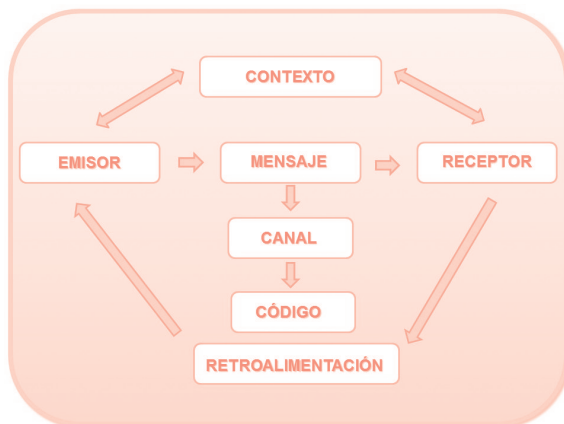 CONTEXTO
EMISOR
MENSAJE
RECEPTOR
CANAL
CÓDIGO
RETROALIMENTACIÓN